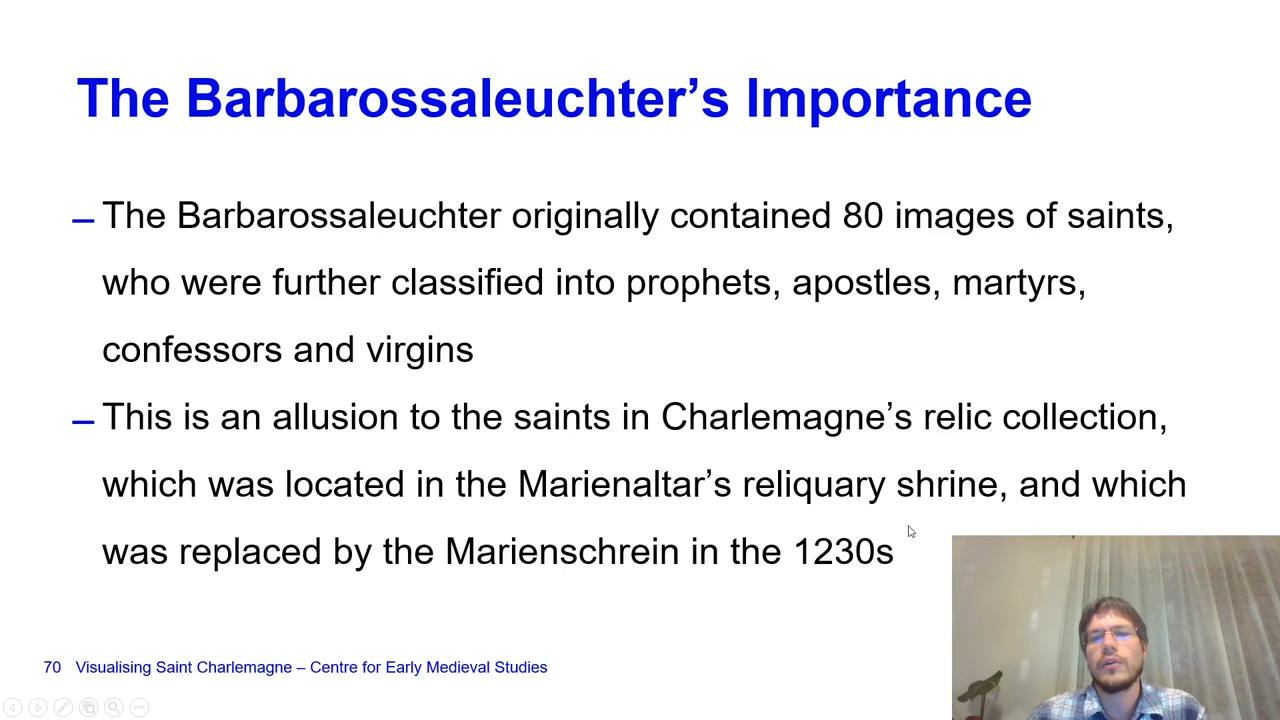 The Barbarossaleuchter’s Importance
– The Barbarossaleuchter originally contained 80 images of saints,
who were further classified into prophets, apostles, martyrs,
confessors and virgins
– This is an allusion to the saints in Charlemagne’s relic collection,
which was located in the Marienaltar’s reliquary shrine, and which
was replaced by the Marienschrein in the 1230s
70 Visualising Saint Charlemagne – Centre for Early Medieval Studies